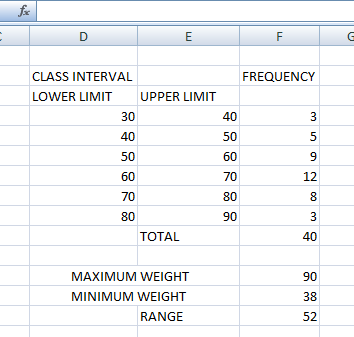 fx
D E F
CLASS INTERVAL FREQUENCY
LOWER LIMIT UPPER LIMIT
30 40 3
40 50 5
50 60 9
60 70 12
70 80 8
80 90 3
TOTAL 40
MAXIMUM WEIGHT 90
MINIMUM WEIGHT 38
RANGE 52